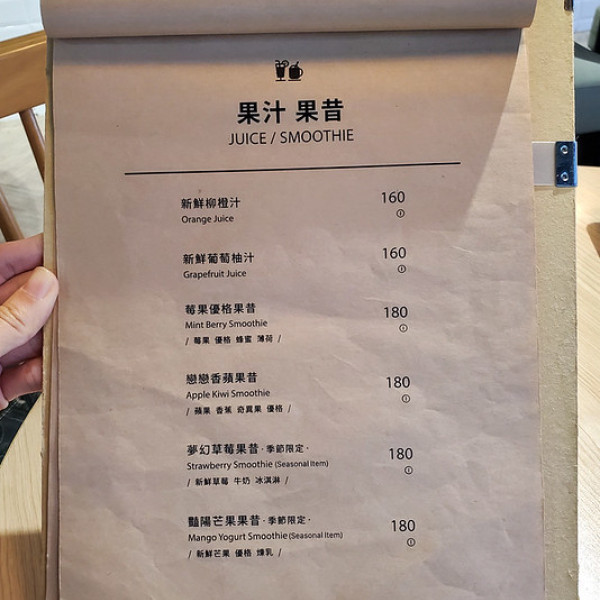 果汁 果昔
JUICE / SMOOTHIE
新鮮柳橙汁 160
Orange Juice
新鮮葡萄柚汁 160
Grapefruit Juice
莓果優格果昔 180
Mint Berry Smoothie
/ 莓果 優格 蜂蜜 薄荷 /
戀戀香蘋果昔 180
Apple Kiwi Smoothie
/ 蘋果 香蕉 奇異果 優格 /
夢幻草莓果昔 · 季節限定 · 180
Strawberry Smoothie (Seasonal Item)
/ 新鮮草莓 牛奶 冰淇淋 /
豔陽芒果果昔 · 季節限定 · 180
Mango Yogurt Smoothie (Seasonal Item)
/ 新鮮芒果 優格 煉乳 /